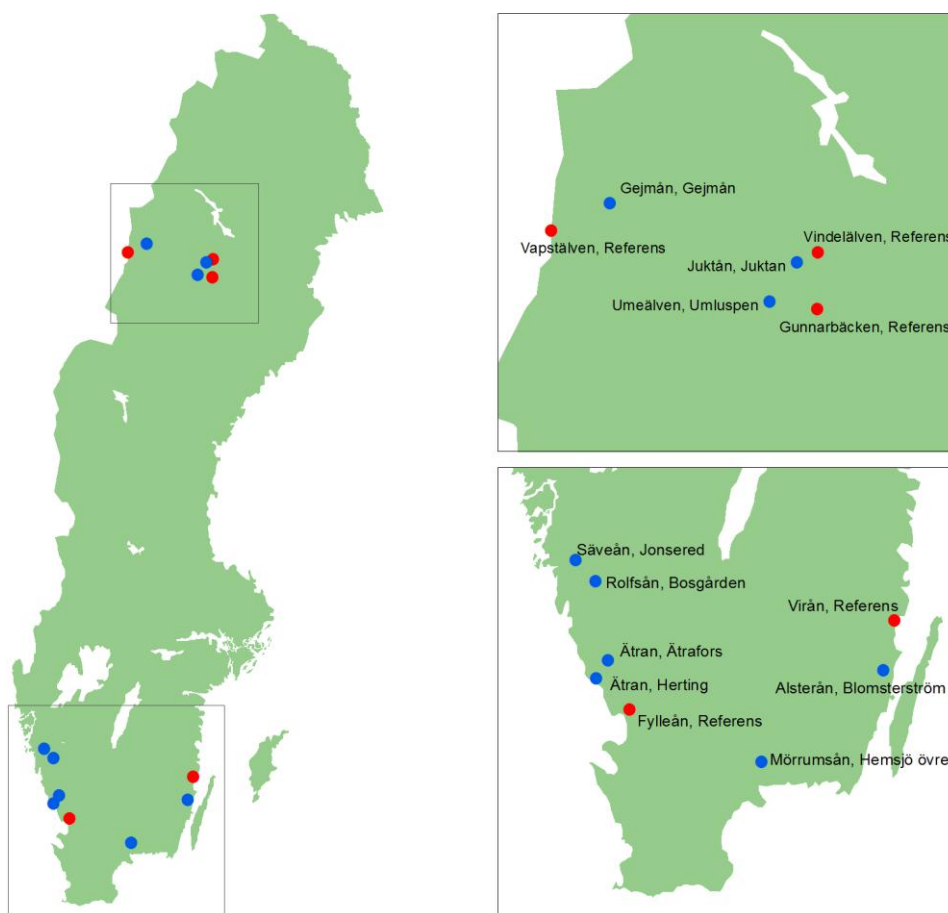 Gejmån, Gejmån
Vapstälven, Referens
Vindelälven, Referens
Juktån, Juktan
Umeälven, Umluspen
Gunnarbäcken, Referens
Säveån, Jonsered
Rolfsån, Bosgården
Virån, Referens
Ätran, Ätrafors
Ätran, Herting
Alsterån, Blomsterström
Fylleån, Referens
Mörrumsån, Hemsjö övre